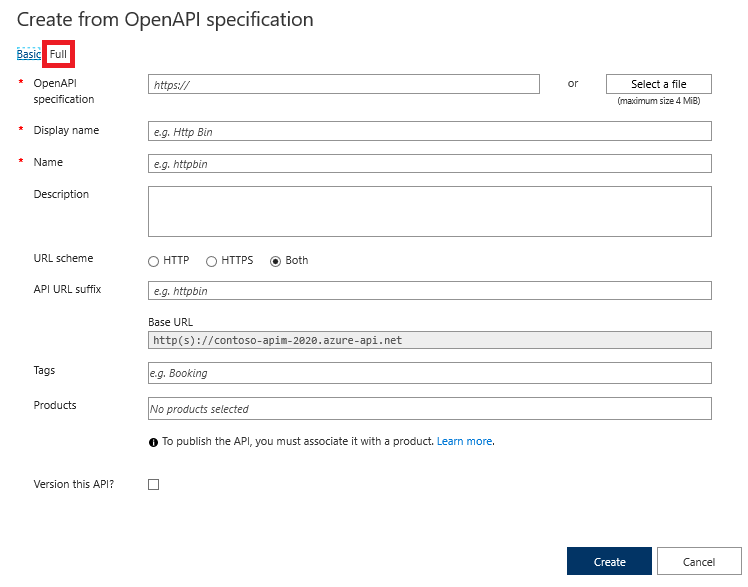 Create from OpenAPI specification
Basic Full
* OpenAPI specification
https://
or
Select a file
(maximum size 4 MiB)
* Display name
e.g. Http Bin
* Name
e.g. httpbin
Description
URL scheme
HTTP HTTPS Both
API URL suffix
e.g. httpbin
Base URL
http(s)://contoso-apim-2020.azure-api.net
Tags
e.g. Booking
Products
No products selected
To publish the API, you must associate it with a product. Learn more.
Version this API?
Create Cancel